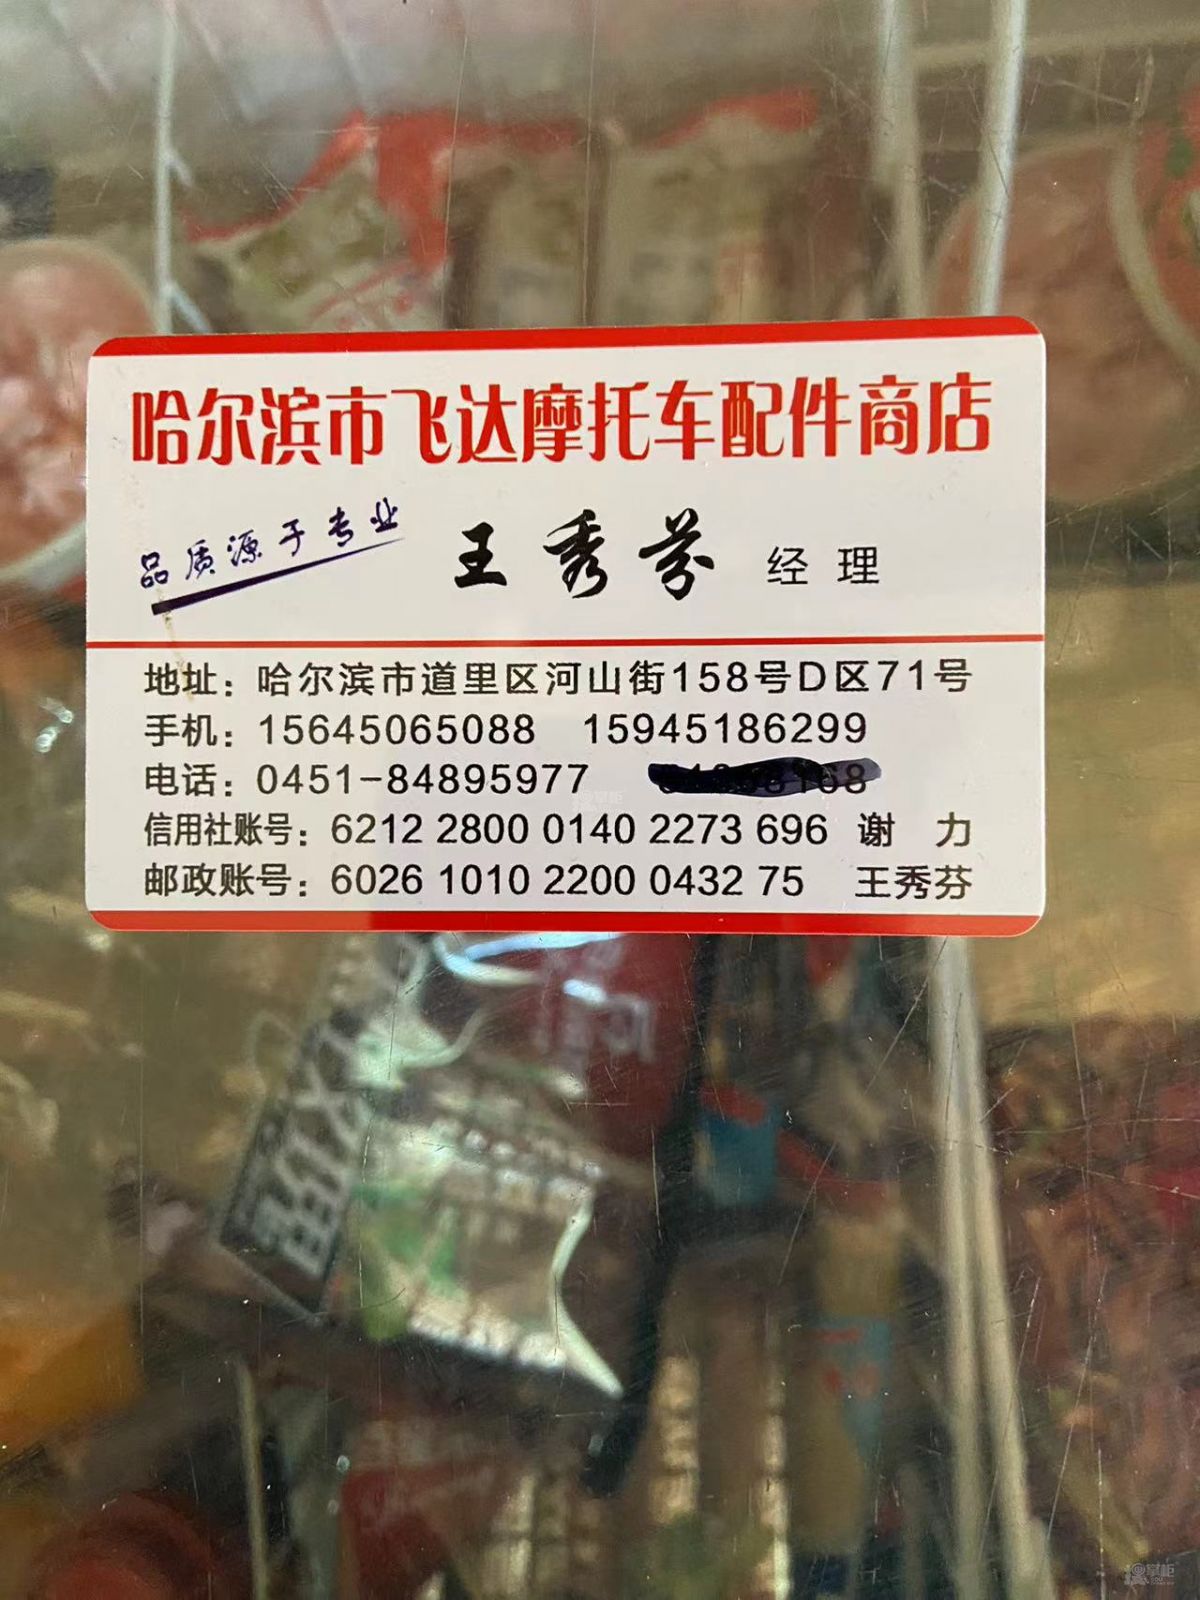 哈尔滨市飞达摩托车配件商店
品质源于专业 王秀芬 经理
地址：哈尔滨市道里区河山街158号D区71号
手机：15645065088 15945186299
电话：0451-84895977
信用社账号：6212 2800 0140 2273 696 谢 力
邮政账号：6026 1010 2200 0432 75 王秀芬
掌柜